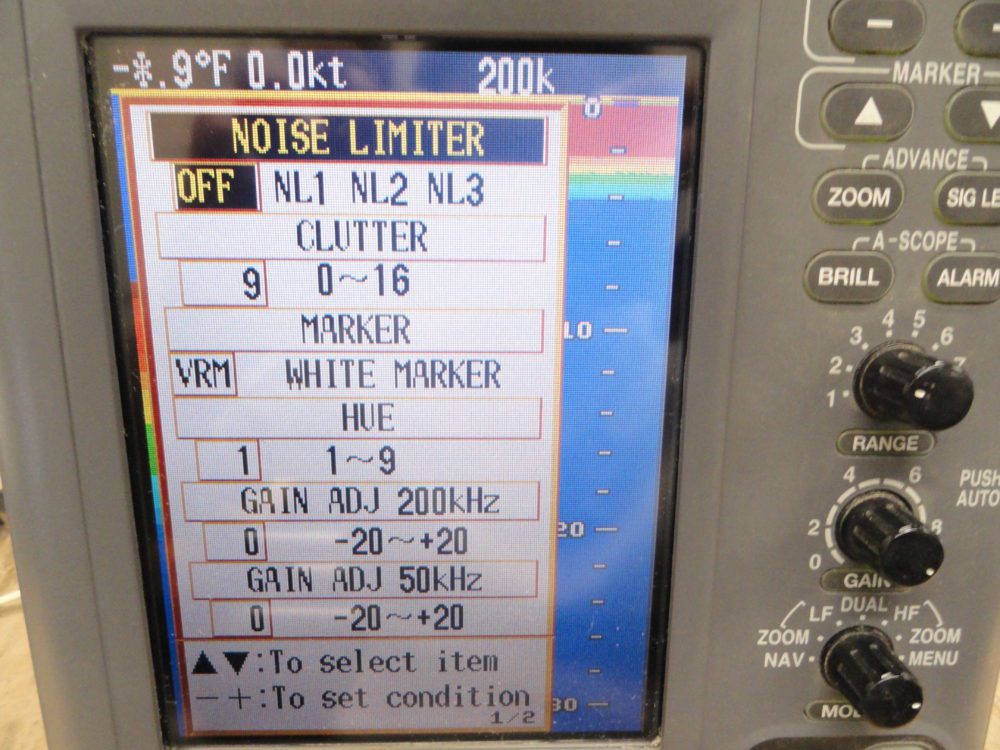 -*.9°F 0.0kt 200k
NOISE LIMITER
OFF NL1 NL2 NL3
CLUTTER
9 0~16
MARKER
VRM WHITE MARKER
HUE
1 1~9
GAIN ADJ 200kHz
0 -20~+20
GAIN ADJ 50kHz
0 -20~+20
▲▼:To select item
-+:To set condition
1/2
0
10
20
30
-
MARKER
▲ ▼
ADVANCE
ZOOM SIG LE
A-SCOPE
BRILL ALARM
1 2 3 4 5 6 7
RANGE
0 2 4 6 8
PUSH
AUTO
GAIN
LF DUAL HF
ZOOM ZOOM
NAV MENU